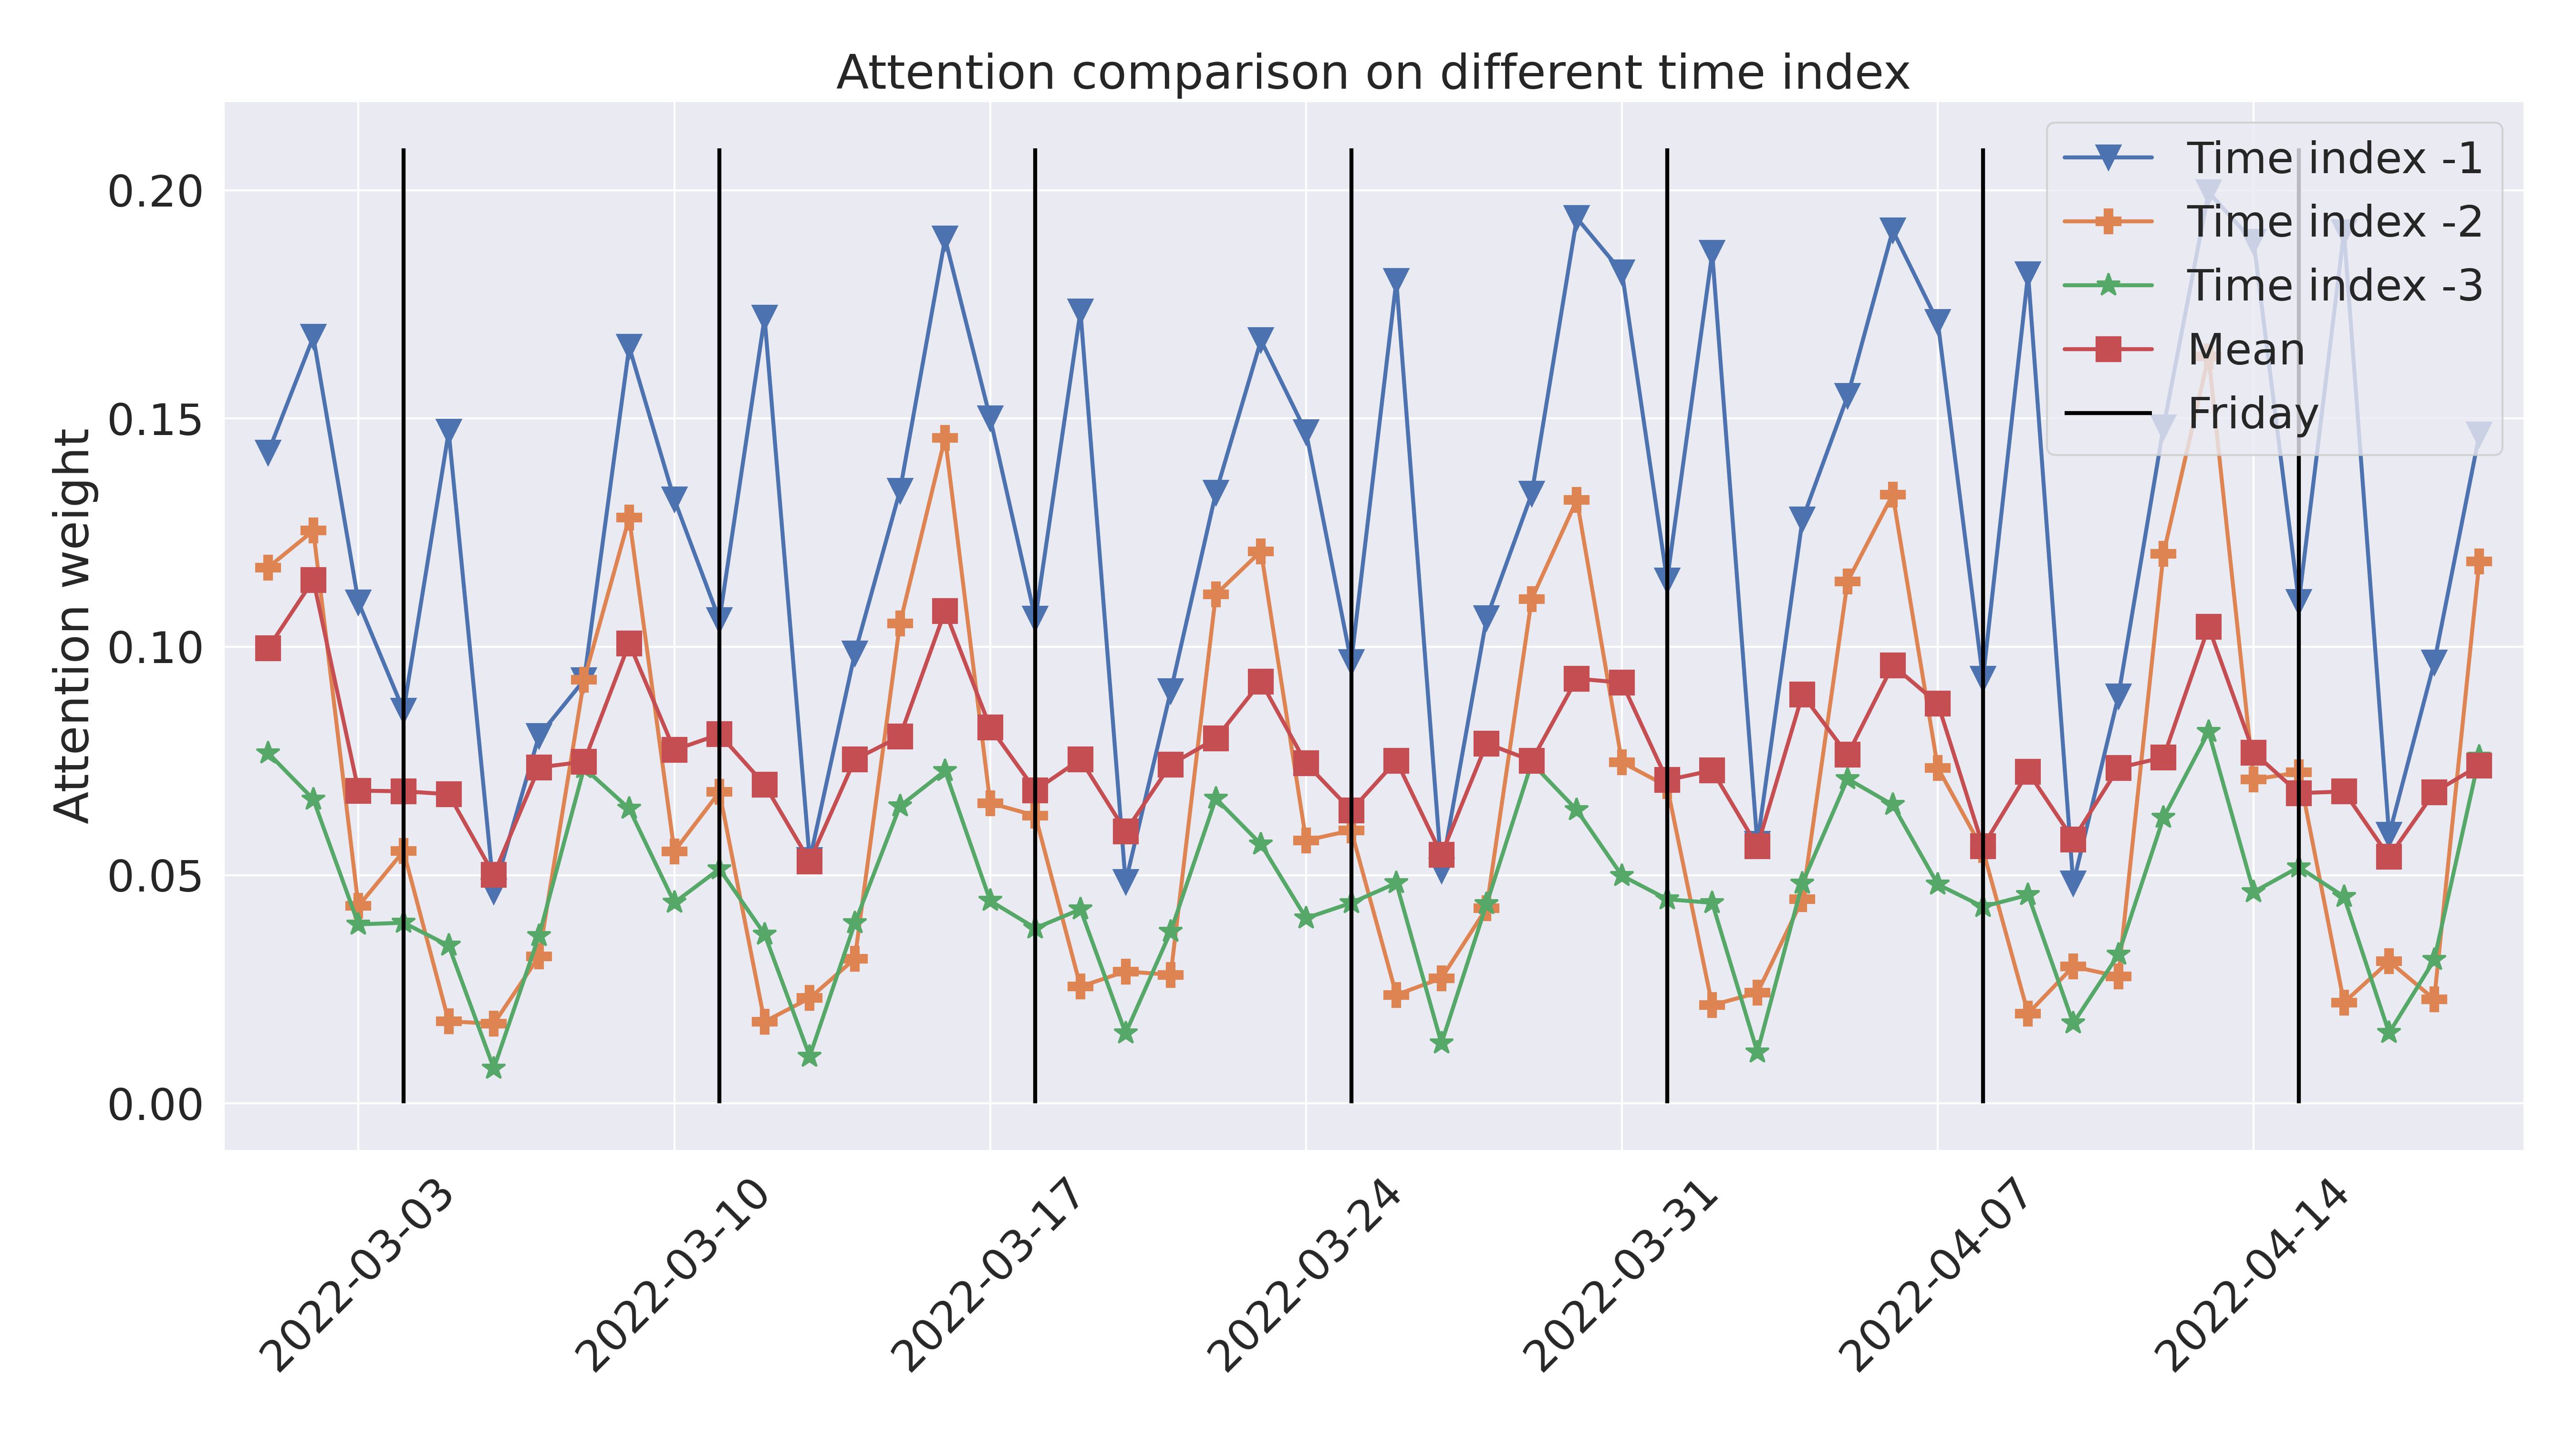 Attention comparison on different time index
Attention weight
0.20
0.15
0.10
0.05
0.00
Time index -1
Time index -2
Time index -3
Mean
Friday
2022-03-03
2022-03-10
2022-03-17
2022-03-24
2022-03-31
2022-04-07
2022-04-14